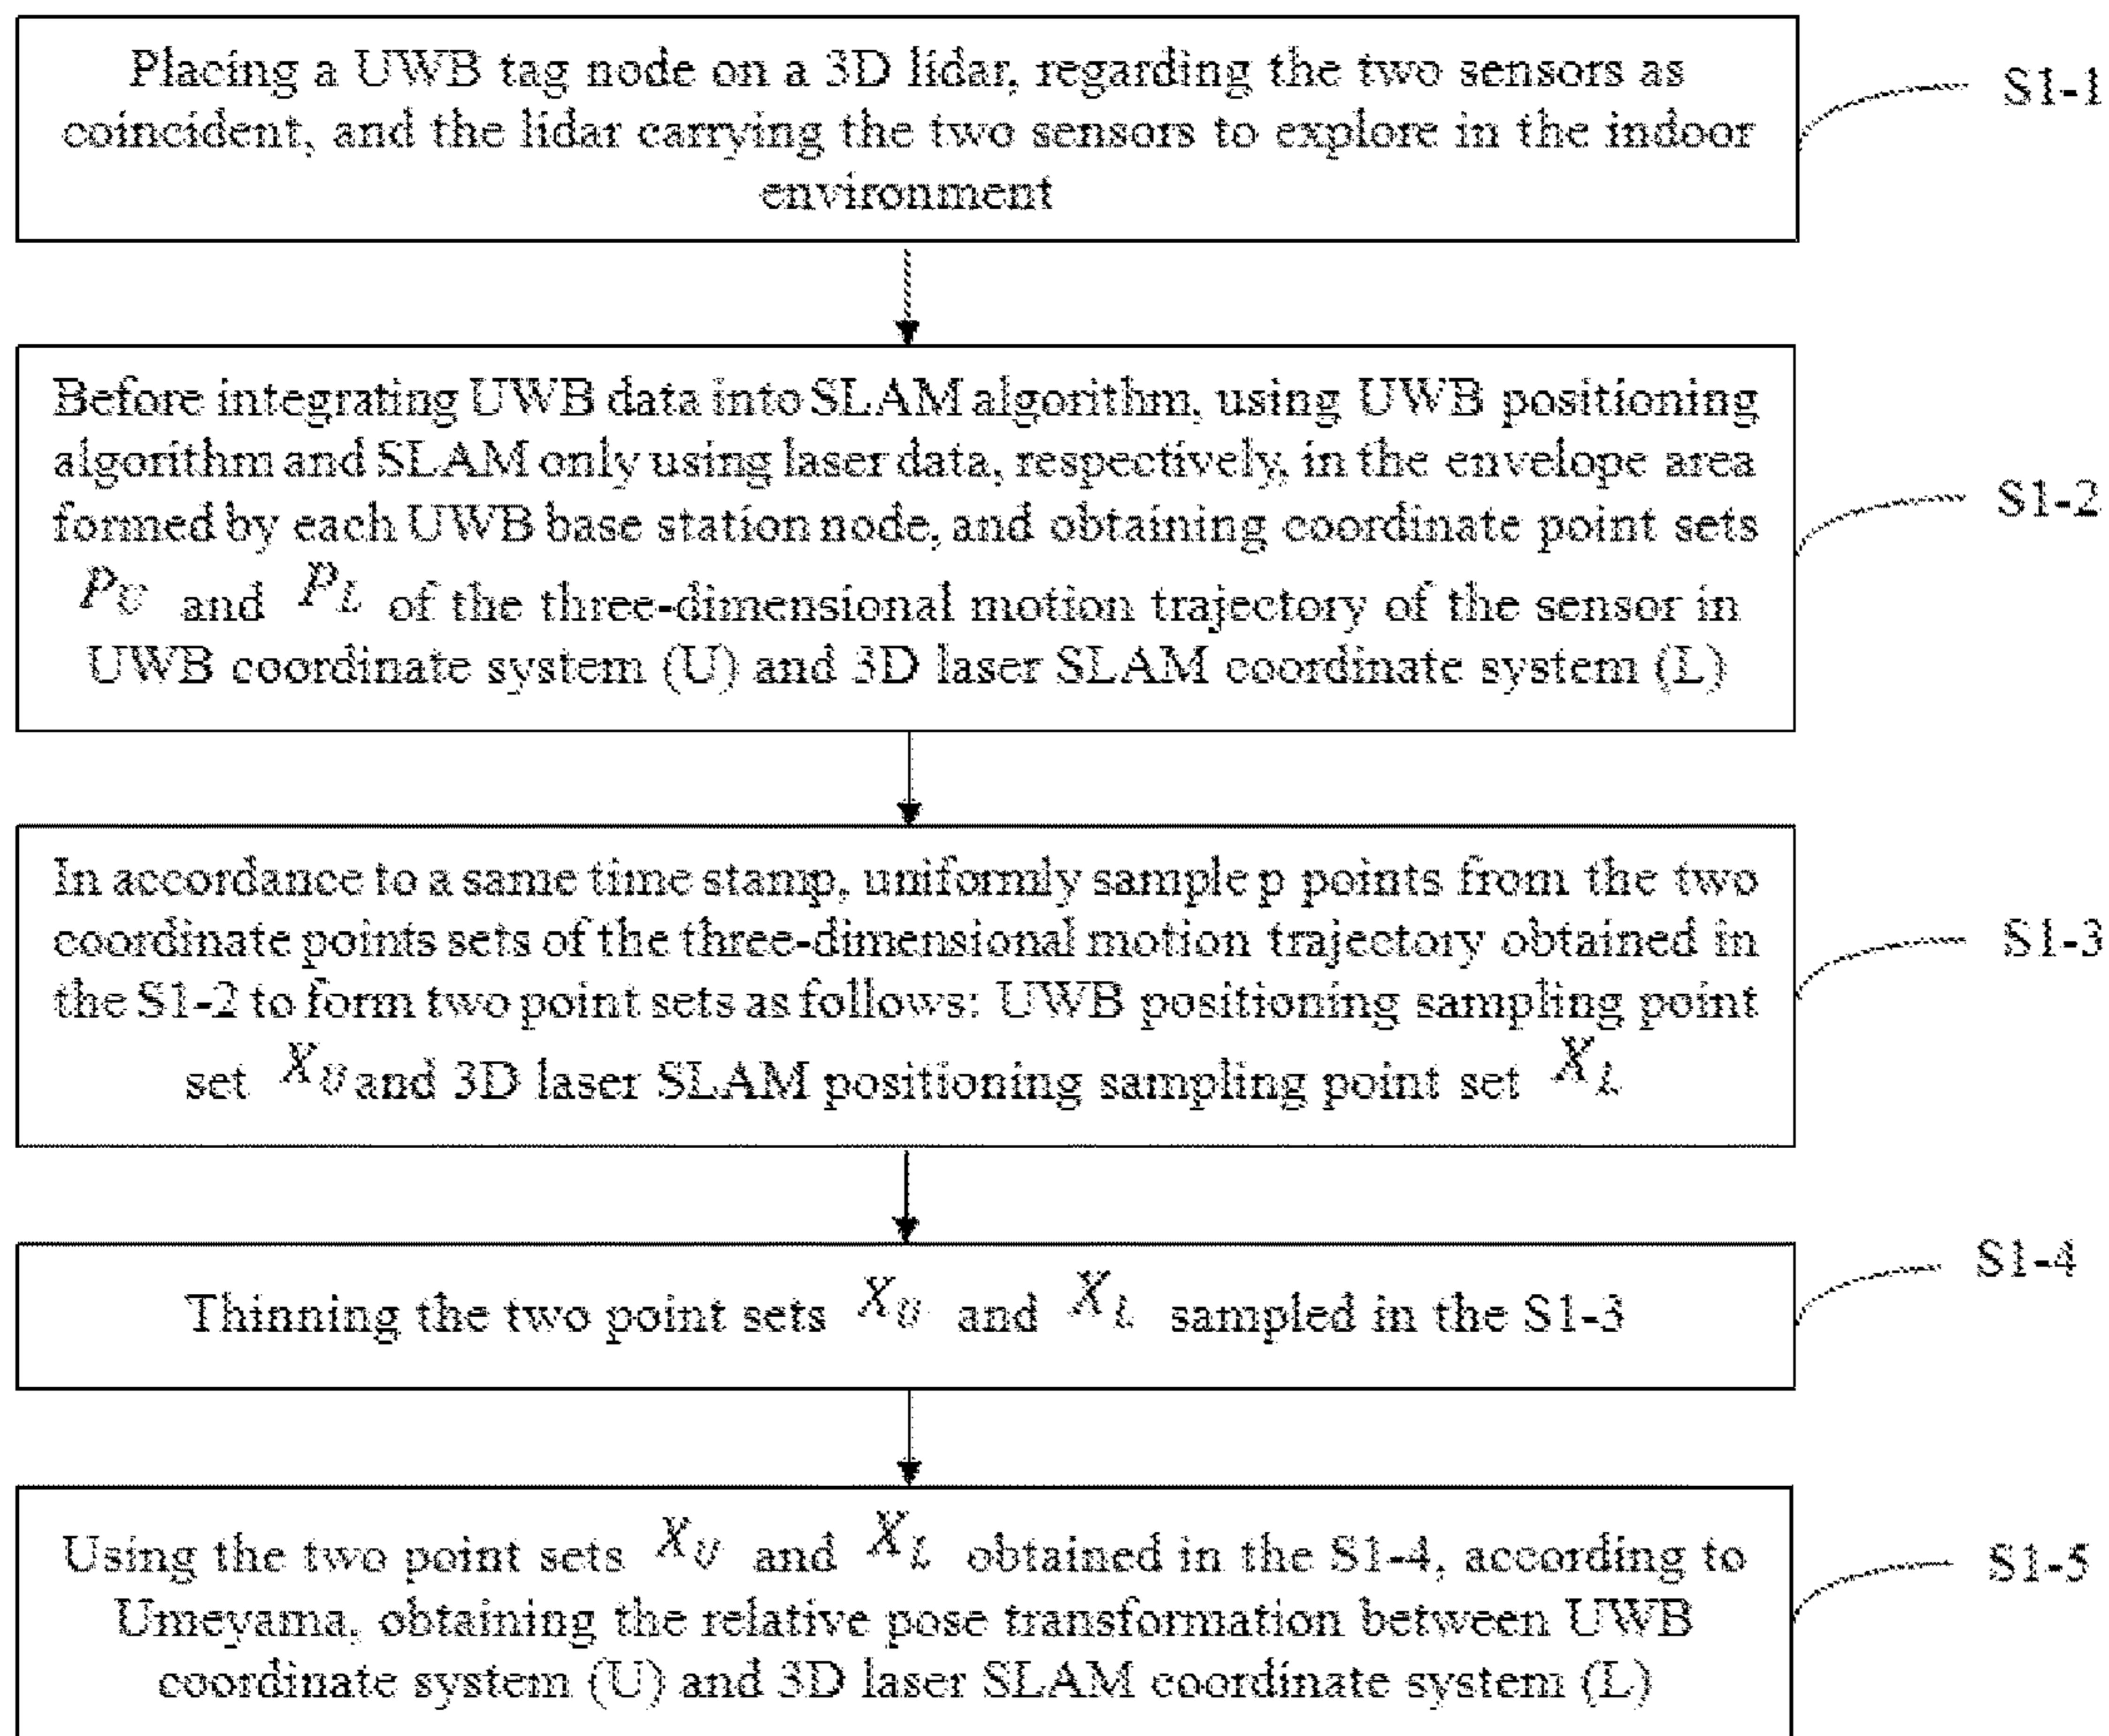 Placing a UWB tag node on a 3D lidar, regarding the two sensors as
coincident, and the lidar carrying the two sensors to explore in the indoor
environment
S1-1
Before integrating UWB data into SLAM algorithm, using UWB positioning
algorithm and SLAM only using laser data, respectively, in the envelope area
formed by each UWB base station node, and obtaining coordinate point sets
P_U and P_L of the three-dimensional motion trajectory of the sensor in
UWB coordinate system (U) and 3D laser SLAM coordinate system (L)
S1-2
In accordance to a same time stamp, uniformly sample p points from the two
coordinate points sets of the three-dimensional motion trajectory obtained in
the S1-2 to form two point sets as follows: UWB positioning sampling point
set X_U and 3D laser SLAM positioning sampling point set X_L
S1-3
Thinning the two point sets X_U and X_L sampled in the S1-3
S1-4
Using the two point sets X_U and X_L obtained in the S1-4, according to
Umeyama, obtaining the relative pose transformation between UWB
coordinate system (U) and 3D laser SLAM coordinate system (L)
S1-5